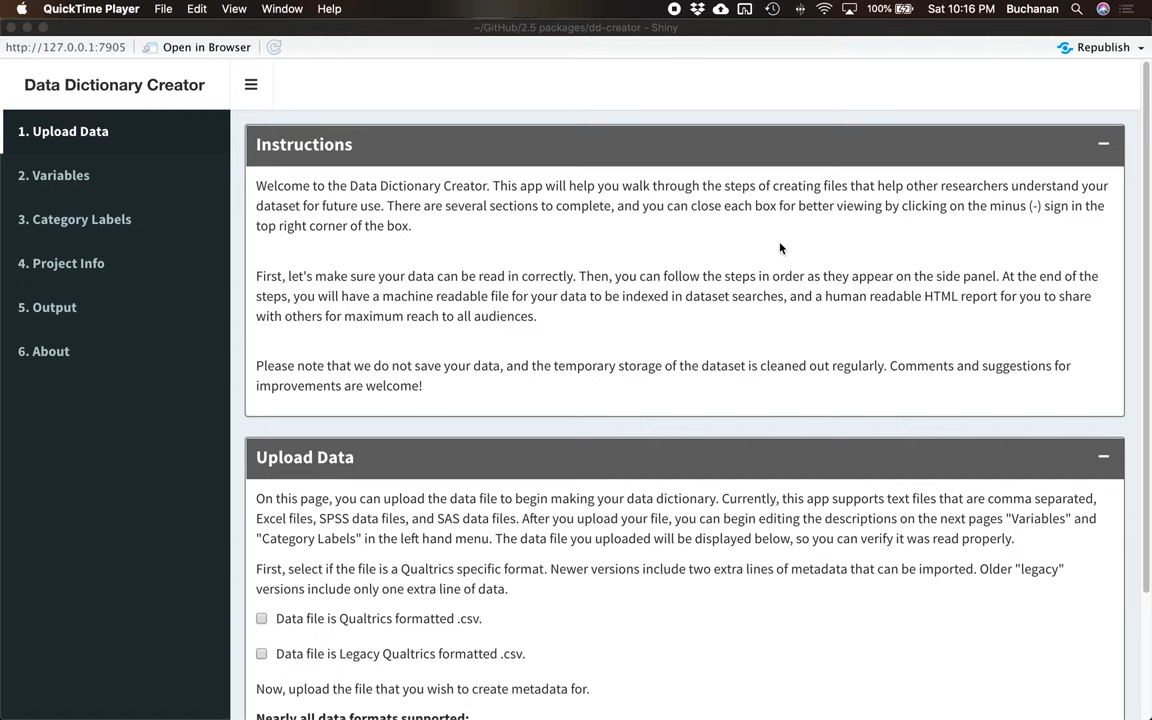 QuickTime Player File Edit View Window Help 100% Sat 10:16 PM Buchanan
~/GitHub/2.5 packages/dd-creator - Shiny
http://127.0.0.1:7905 Open in Browser Republish
Data Dictionary Creator
1. Upload Data
2. Variables
3. Category Labels
4. Project Info
5. Output
6. About
Instructions
Welcome to the Data Dictionary Creator. This app will help you walk through the steps of creating files that help other researchers understand your
dataset for future use. There are several sections to complete, and you can close each box for better viewing by clicking on the minus (-) sign in the
top right corner of the box.
First, let's make sure your data can be read in correctly. Then, you can follow the steps in order as they appear on the side panel. At the end of the
steps, you will have a machine readable file for your data to be indexed in dataset searches, and a human readable HTML report for you to share
with others for maximum reach to all audiences.
Please note that we do not save your data, and the temporary storage of the dataset is cleaned out regularly. Comments and suggestions for
improvements are welcome!
Upload Data
On this page, you can upload the data file to begin making your data dictionary. Currently, this app supports text files that are comma separated,
Excel files, SPSS data files, and SAS data files. After you upload your file, you can begin editing the descriptions on the next pages "Variables" and
"Category Labels" in the left hand menu. The data file you uploaded will be displayed below, so you can verify it was read properly.
First, select if the file is a Qualtrics specific format. Newer versions include two extra lines of metadata that can be imported. Older "legacy"
versions include only one extra line of data.
Data file is Qualtrics formatted .csv.
Data file is Legacy Qualtrics formatted .csv.
Now, upload the file that you wish to create metadata for.
Nearly all data formats supported: